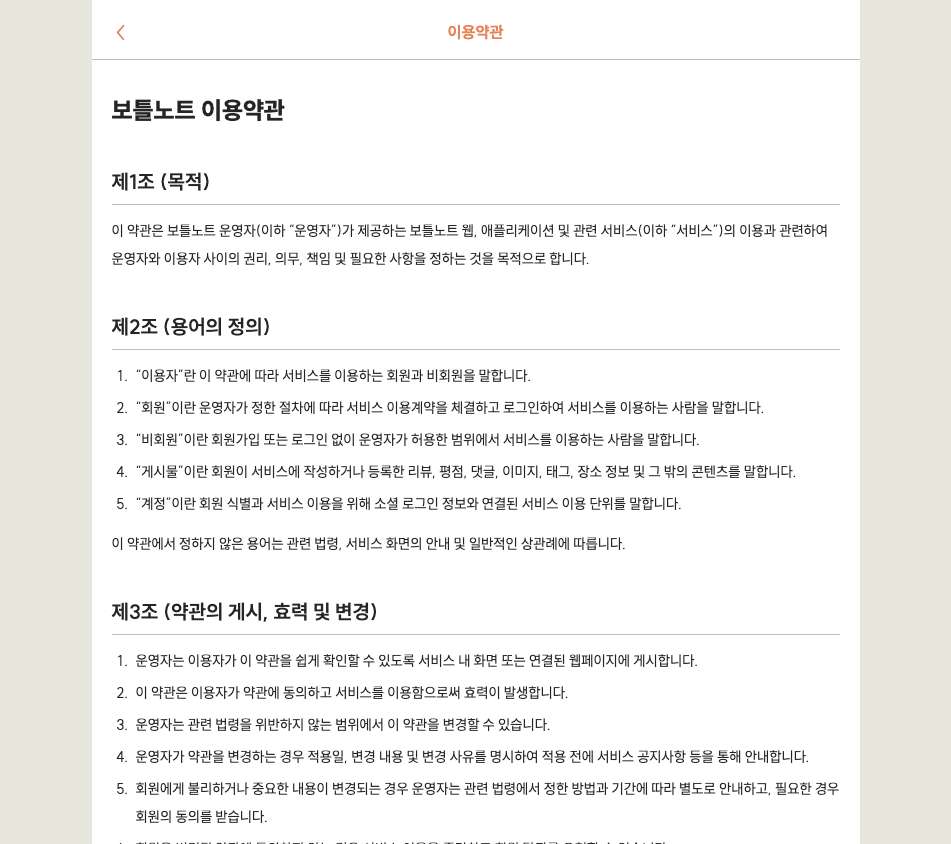 이용약관
보틀노트 이용약관
제1조 (목적)
이 약관은 보틀노트 운영자(이하 “운영자”)가 제공하는 보틀노트 웹, 애플리케이션 및 관련 서비스(이하 “서비스”)의 이용과 관련하여
운영자와 이용자 사이의 권리, 의무, 책임 및 필요한 사항을 정하는 것을 목적으로 합니다.
제2조 (용어의 정의)
1. “이용자”란 이 약관에 따라 서비스를 이용하는 회원과 비회원을 말합니다.
2. “회원”이란 운영자가 정한 절차에 따라 서비스 이용계약을 체결하고 로그인하여 서비스를 이용하는 사람을 말합니다.
3. “비회원”이란 회원가입 또는 로그인 없이 운영자가 허용한 범위에서 서비스를 이용하는 사람을 말합니다.
4. “게시물”이란 회원이 서비스에 작성하거나 등록한 리뷰, 평점, 댓글, 이미지, 태그, 장소 정보 및 그 밖의 콘텐츠를 말합니다.
5. “계정”이란 회원 식별과 서비스 이용을 위해 소셜 로그인 정보와 연결된 서비스 이용 단위를 말합니다.
이 약관에서 정하지 않은 용어는 관련 법령, 서비스 화면의 안내 및 일반적인 상관례에 따릅니다.
제3조 (약관의 게시, 효력 및 변경)
1. 운영자는 이용자가 이 약관을 쉽게 확인할 수 있도록 서비스 내 화면 또는 연결된 웹페이지에 게시합니다.
2. 이 약관은 이용자가 약관에 동의하고 서비스를 이용함으로써 효력이 발생합니다.
3. 운영자는 관련 법령을 위반하지 않는 범위에서 이 약관을 변경할 수 있습니다.
4. 운영자가 약관을 변경하는 경우 적용일, 변경 내용 및 변경 사유를 명시하여 적용 전에 서비스 공지사항 등을 통해 안내합니다.
5. 회원에게 불리하거나 중요한 내용이 변경되는 경우 운영자는 관련 법령에서 정한 방법과 기간에 따라 별도로 안내하고, 필요한 경우
회원의 동의를 받습니다.